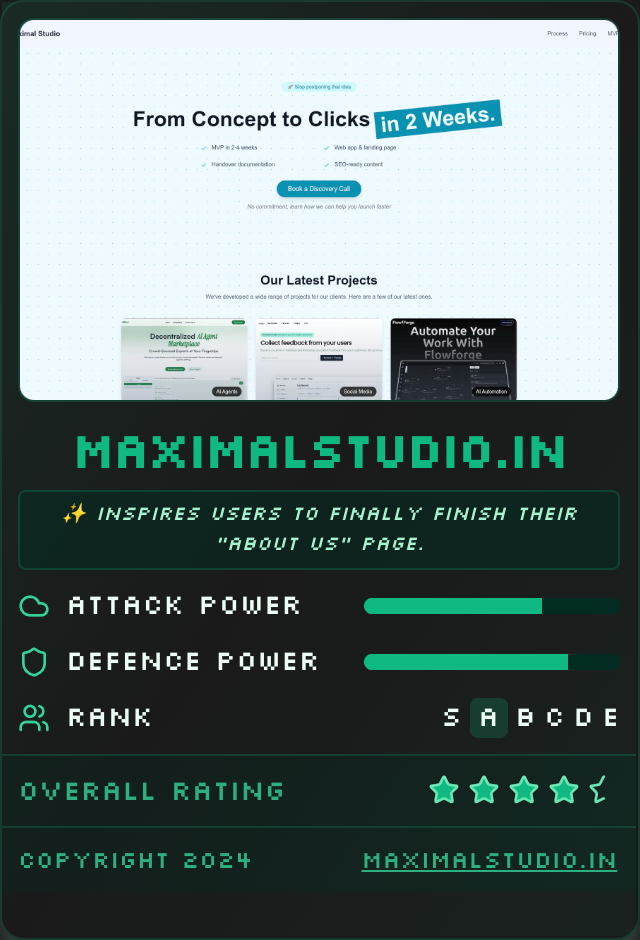 ximal Studio
Process Pricing MVP
🚀 Stop postponing that idea
From Concept to Clicks in 2 Weeks.
✓ MVP in 2-4 weeks ✓ Web app & landing page
✓ Handover documentation ✓ SEO-ready content
Book a Discovery Call
No commitment, learn how we can help you launch faster
Our Latest Projects
We've developed a wide range of projects for our clients. Here are a few of our latest ones.
Decentralized AI Agent
Marketplace
AI Agents
Collect feedback from your users
Social Media
Flowforge
Automate Your
Work With
Flowforge
AI Automation
MAXIMALSTUDIO.IN
✨ INSPIRES USERS TO FINALLY FINISH THEIR
"ABOUT US" PAGE.
ATTACK POWER
DEFENCE POWER
RANK S A B C D E
OVERALL RATING
COPYRIGHT 2024 MAXIMALSTUDIO.IN